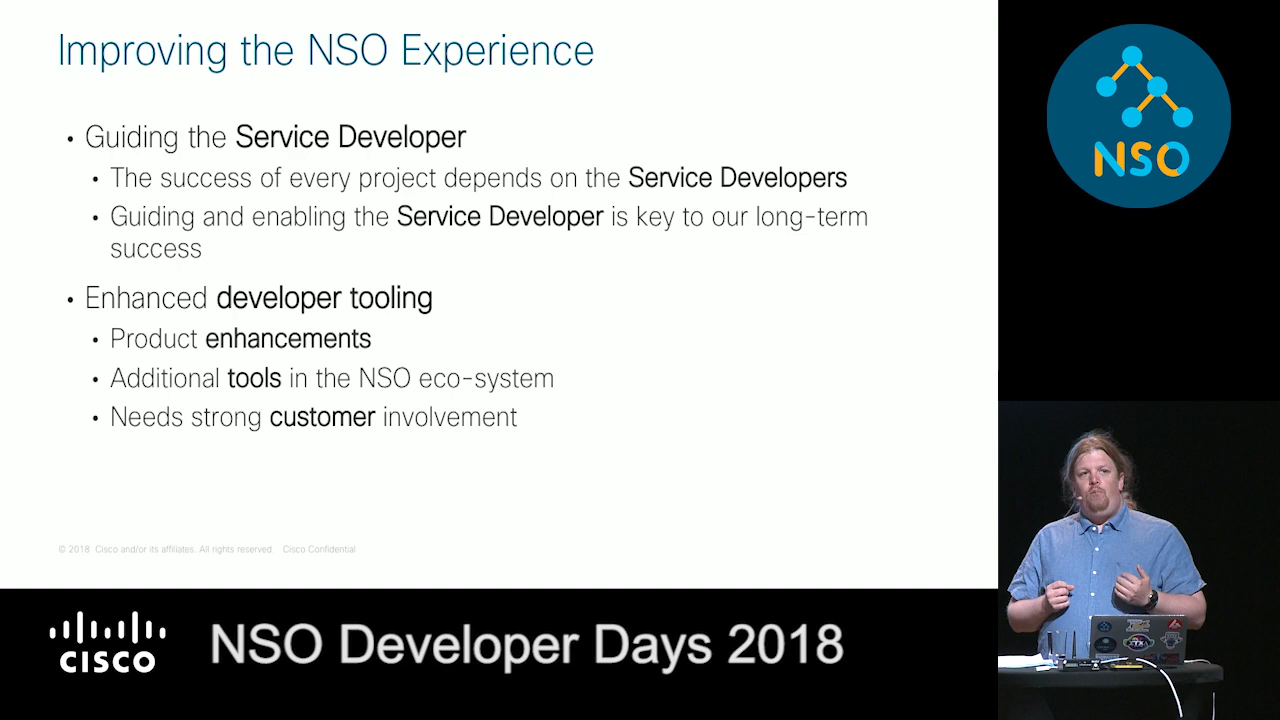 Improving the NSO Experience
• Guiding the Service Developer
• The success of every project depends on the Service Developers
• Guiding and enabling the Service Developer is key to our long-term
success
• Enhanced developer tooling
• Product enhancements
• Additional tools in the NSO eco-system
• Needs strong customer involvement
© 2018 Cisco and/or its affiliates. All rights reserved. Cisco Confidential
NSO
CISCO
NSO Developer Days 2018